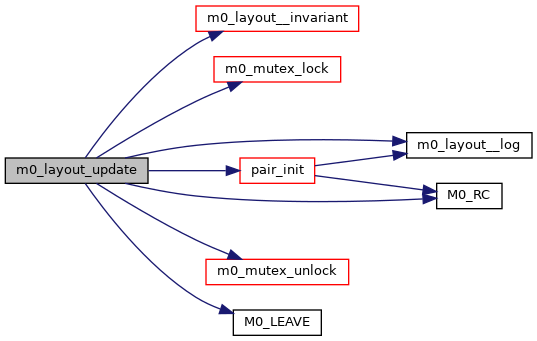 m0_layout__invariant
m0_mutex_lock
m0_layout__log
m0_layout_update
pair_init
M0_RC
m0_mutex_unlock
M0_LEAVE